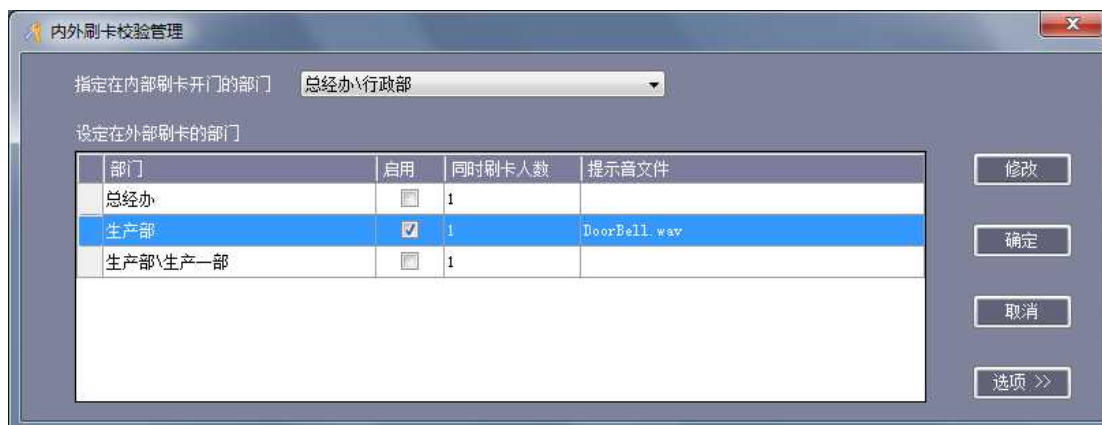 内外刷卡校验管理
指定在内部刷卡开门的部门 总经办\行政部
设定在外部刷卡的部门
部门 启用 同时刷卡人数 提示音文件
总经办 1
生产部 1 DoorBell.wav
生产部\生产一部 1
修改
确定
取消
选项 >>